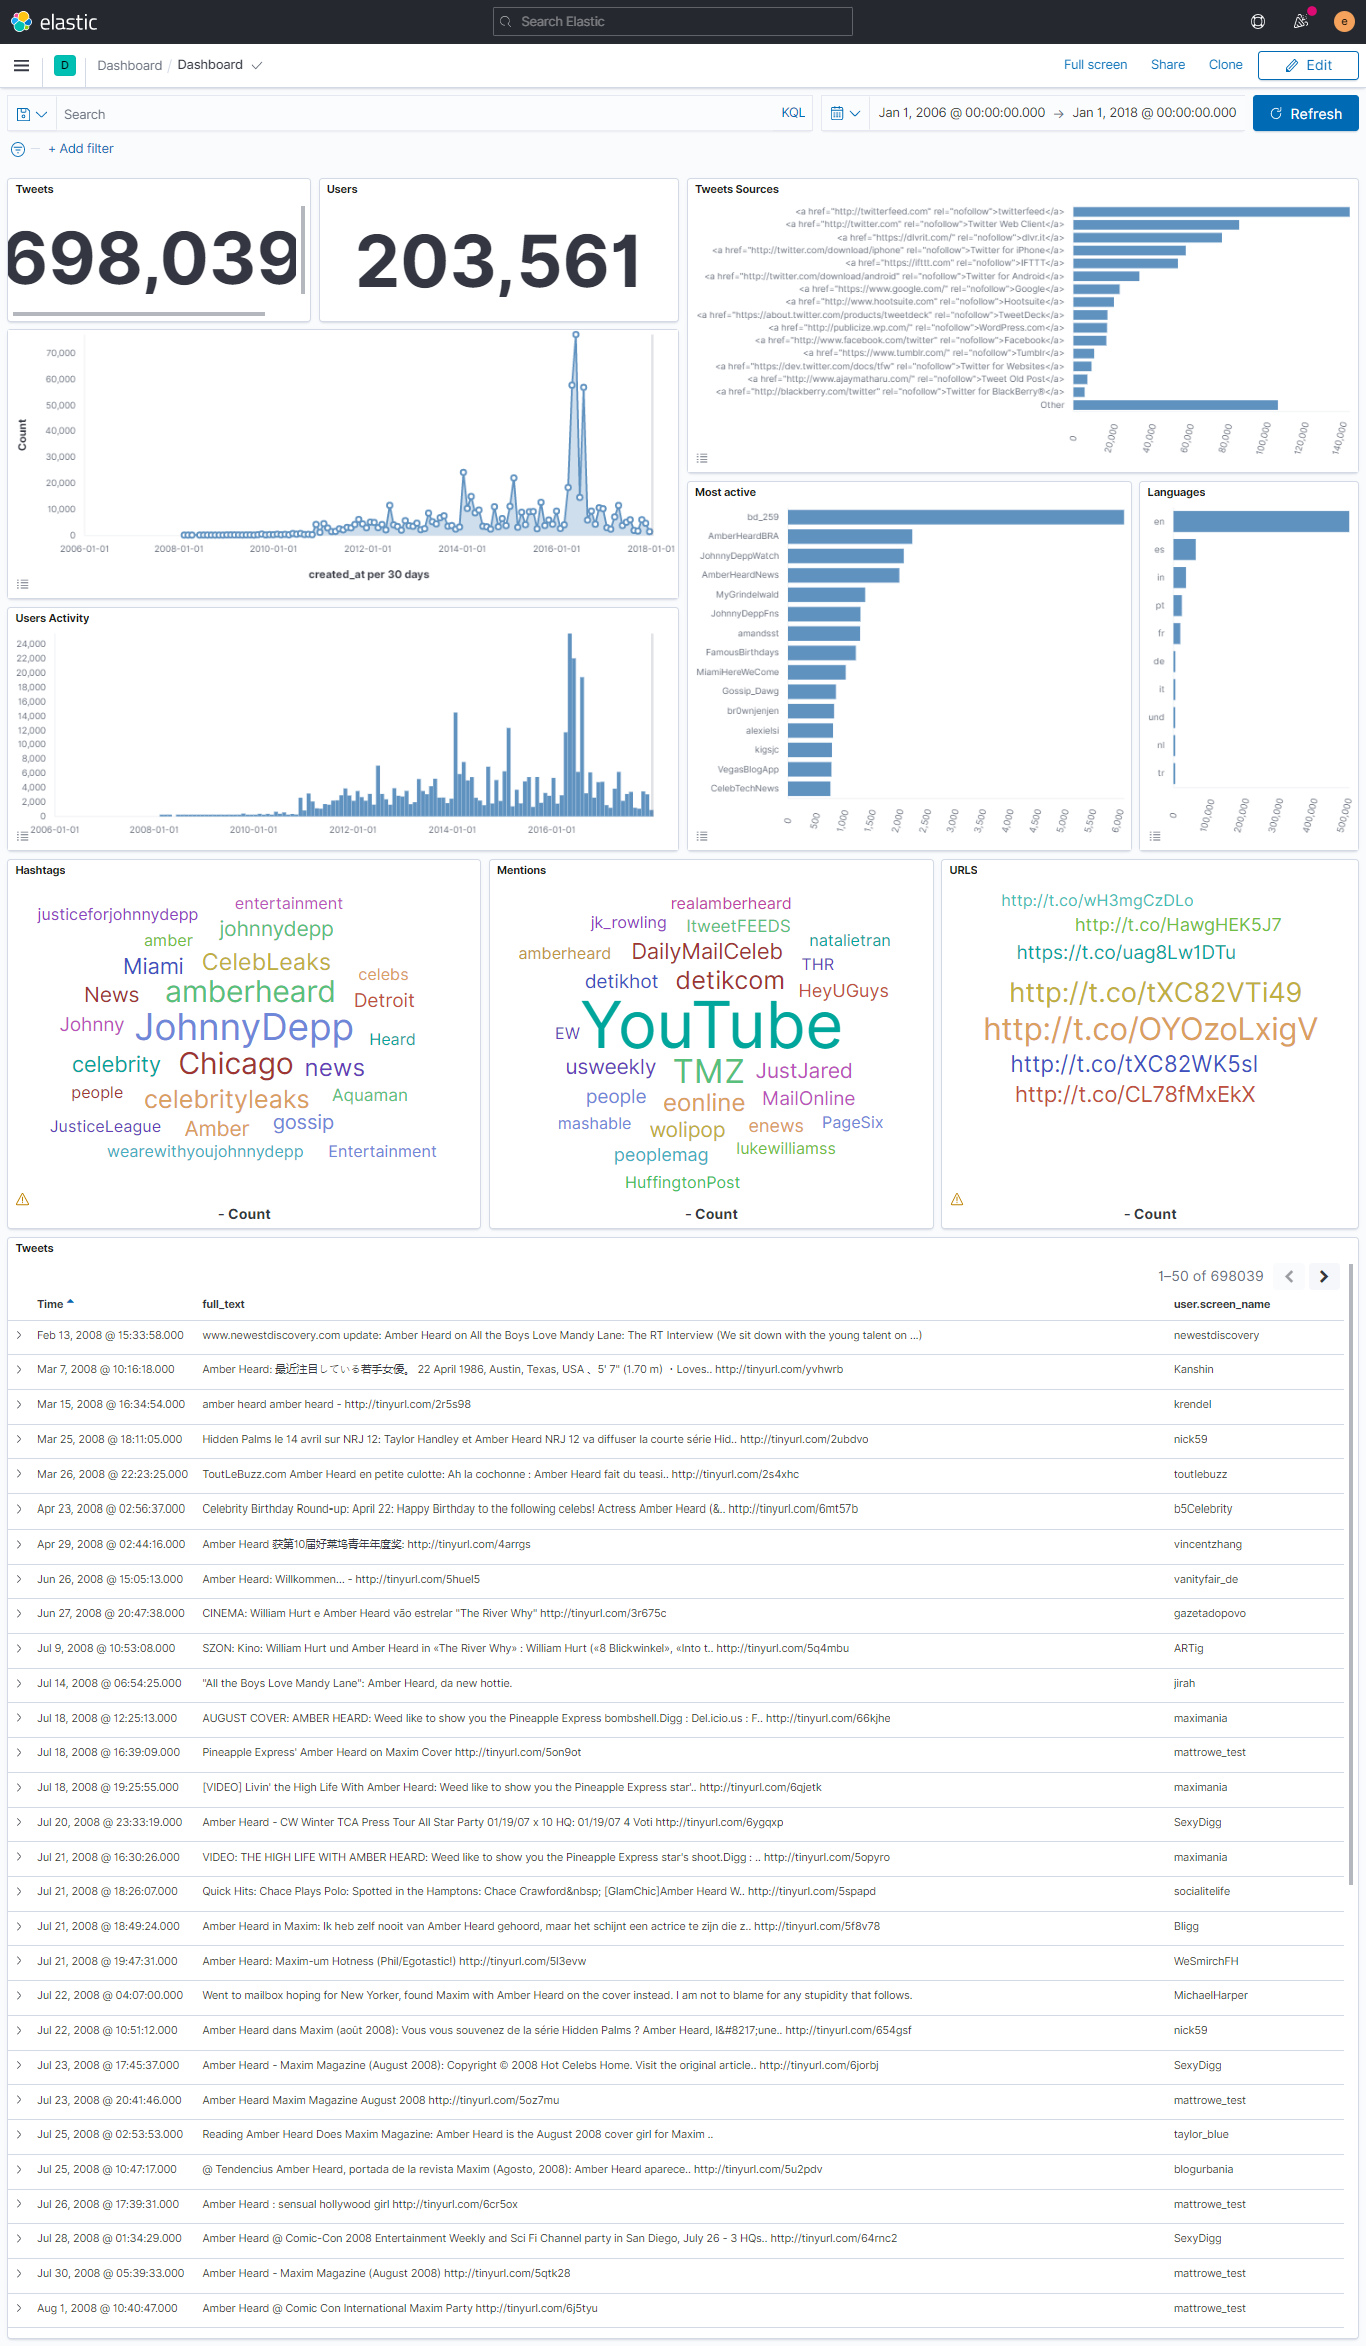 elastic
Search Elastic
e
D
Dashboard / Dashboard
Full screen
Share
Clone
Edit
Search
KQL
Jan 1, 2006 @ 00:00:00.000 → Jan 1, 2018 @ 00:00:00.000
Refresh
+ Add filter
Tweets
698,039
Users
203,561
Tweets Sources
<a href="http://twitterfeed.com" rel="nofollow">twitterfeed</a>
<a href="http://twitter.com" rel="nofollow">Twitter Web Client</a>
<a href="https://dlvrit.com/" rel="nofollow">dlvr.it</a>
<a href="http://twitter.com/download/iphone" rel="nofollow">Twitter for iPhone</a>
<a href="https://ifttt.com" rel="nofollow">IFTTT</a>
<a href="http://twitter.com/download/android" rel="nofollow">Twitter for Android</a>
<a href="https://www.google.com/" rel="nofollow">Google</a>
<a href="http://www.hootsuite.com" rel="nofollow">Hootsuite</a>
<a href="https://about.twitter.com/products/tweetdeck" rel="nofollow">TweetDeck</a>
<a href="http://publicize.wp.com/" rel="nofollow">WordPress.com</a>
<a href="http://www.facebook.com/twitter" rel="nofollow">Facebook</a>
<a href="https://www.tumblr.com/" rel="nofollow">Tumblr</a>
<a href="https://dev.twitter.com/docs/tfw" rel="nofollow">Twitter for Websites</a>
<a href="http://www.ajaymatharu.com/" rel="nofollow">Tweet Old Post</a>
<a href="http://blackberry.com/twitter" rel="nofollow">Twitter for BlackBerry®</a>
Other
0 20,000 40,000 60,000 80,000 100,000 120,000 140,000
Count
70,000
60,000
50,000
40,000
30,000
20,000
10,000
0
2006-01-01 2008-01-01 2010-01-01 2012-01-01 2014-01-01 2016-01-01 2018-01-01
created_at per 30 days
Users Activity
24,000
22,000
20,000
18,000
16,000
14,000
12,000
10,000
8,000
6,000
4,000
2,000
0
2006-01-01 2008-01-01 2010-01-01 2012-01-01 2014-01-01 2016-01-01
Most active
bd_259
AmberHeardBRA
JohnnyDeppWatch
AmberHeardNews
MyGrindelwald
JohnnyDeppFns
amandsst
FamousBirthdays
MiamiHereWeCome
Gossip_Dawg
br0wnjenjen
alexielsi
kigsjc
VegasBlogApp
CelebTechNews
0 500 1,000 1,500 2,000 2,500 3,000 3,500 4,000 4,500 5,000 5,500 6,000
Languages
en
es
in
pt
fr
de
it
und
nl
tr
0 100,000 200,000 300,000 400,000 500,000
Hashtags
entertainment
justiceforjohnnydepp
johnnydepp
amber
Miami CelebLeaks
celebs
News amberheard Detroit
Johnny JohnnyDepp Heard
celebrity Chicago news
people celebrityleaks Aquaman
JusticeLeague Amber gossip
wearewithyoujohnnydepp Entertainment
- Count
Mentions
realamberheard
jk_rowling ItweetFEEDS
natalietran
amberheard DailyMailCeleb
THR
detikhot detikcom HeyUGuys
EW YouTube
usweekly TMZ JustJared
people eonline MailOnline
mashable wolipop enews PageSix
peoplemag lukewilliamss
HuffingtonPost
- Count
URLS
http://t.co/wH3mgCzDLo
http://t.co/HawgHEK5J7
https://t.co/uag8Lw1DTu
http://t.co/tXC82VTi49
http://t.co/OYOzoLxigV
http://t.co/tXC82WK5sI
http://t.co/CL78fMxEkX
- Count
Tweets
1–50 of 698039
Time full_text user.screen_name
Feb 13, 2008 @ 15:33:58.000 www.newestdiscovery.com update: Amber Heard on All the Boys Love Mandy Lane: The RT Interview (We sit down with the young talent on ...) newestdiscovery
Mar 7, 2008 @ 10:16:18.000 Amber Heard: 最近注目している若手女優。 22 April 1986, Austin, Texas, USA 、5' 7" (1.70 m) ・Loves.. http://tinyurl.com/yvhwrb Kanshin
Mar 15, 2008 @ 16:34:54.000 amber heard amber heard - http://tinyurl.com/2r5s98 krendel
Mar 25, 2008 @ 18:11:05.000 Hidden Palms le 14 avril sur NRJ 12: Taylor Handley et Amber Heard NRJ 12 va diffuser la courte série Hid.. http://tinyurl.com/2ubdvo nick59
Mar 26, 2008 @ 22:23:25.000 ToutLeBuzz.com Amber Heard en petite culotte: Ah la cochonne : Amber Heard fait du teasi.. http://tinyurl.com/2s4xhc toutlebuzz
Apr 23, 2008 @ 02:56:37.000 Celebrity Birthday Round-up: April 22: Happy Birthday to the following celebs! Actress Amber Heard (&.. http://tinyurl.com/6mt57b b5Celebrity
Apr 29, 2008 @ 02:44:16.000 Amber Heard 获第10届好莱坞青年年度奖: http://tinyurl.com/4arrgs vincentzhang
Jun 26, 2008 @ 15:05:13.000 Amber Heard: Willkommen... - http://tinyurl.com/5huel5 vanityfair_de
Jun 27, 2008 @ 20:47:38.000 CINEMA: William Hurt e Amber Heard vão estrelar "The River Why" http://tinyurl.com/3r675c gazetadopovo
Jul 9, 2008 @ 10:53:08.000 SZON: Kino: William Hurt und Amber Heard in «The River Why» : William Hurt («8 Blickwinkel», «Into t.. http://tinyurl.com/5q4mbu ARTig
Jul 14, 2008 @ 06:54:25.000 "All the Boys Love Mandy Lane": Amber Heard, da new hottie. jirah
Jul 18, 2008 @ 12:25:13.000 AUGUST COVER: AMBER HEARD: Weed like to show you the Pineapple Express bombshell.Digg : Del.icio.us : F.. http://tinyurl.com/66kjhe maximania
Jul 18, 2008 @ 16:39:09.000 Pineapple Express' Amber Heard on Maxim Cover http://tinyurl.com/5on9ot mattrowe_test
Jul 18, 2008 @ 19:25:55.000 [VIDEO] Livin' the High Life With Amber Heard: Weed like to show you the Pineapple Express star'.. http://tinyurl.com/6qjetk maximania
Jul 20, 2008 @ 23:33:19.000 Amber Heard - CW Winter TCA Press Tour All Star Party 01/19/07 x 10 HQ: 01/19/07 4 Voti http://tinyurl.com/6ygqxp SexyDigg
Jul 21, 2008 @ 16:30:26.000 VIDEO: THE HIGH LIFE WITH AMBER HEARD: Weed like to show you the Pineapple Express star's shoot.Digg : .. http://tinyurl.com/5opyro maximania
Jul 21, 2008 @ 18:26:07.000 Quick Hits: Chace Plays Polo: Spotted in the Hamptons: Chace Crawford&nbsp; [GlamChic]Amber Heard W.. http://tinyurl.com/5spapd socialitelife
Jul 21, 2008 @ 18:49:24.000 Amber Heard in Maxim: Ik heb zelf nooit van Amber Heard gehoord, maar het schijnt een actrice te zijn die z.. http://tinyurl.com/5f8v78 Bligg
Jul 21, 2008 @ 19:47:31.000 Amber Heard: Maxim-um Hotness (Phil/Egotastic!) http://tinyurl.com/5l3evw WeSmirchFH
Jul 22, 2008 @ 04:07:00.000 Went to mailbox hoping for New Yorker, found Maxim with Amber Heard on the cover instead. I am not to blame for any stupidity that follows. MichaelHarper
Jul 22, 2008 @ 10:51:12.000 Amber Heard dans Maxim (août 2008): Vous vous souvenez de la série Hidden Palms ? Amber Heard, l&#8217;une.. http://tinyurl.com/654gsf nick59
Jul 23, 2008 @ 17:45:37.000 Amber Heard - Maxim Magazine (August 2008): Copyright © 2008 Hot Celebs Home. Visit the original article.. http://tinyurl.com/6jorbj SexyDigg
Jul 23, 2008 @ 20:41:46.000 Amber Heard Maxim Magazine August 2008 http://tinyurl.com/5oz7mu mattrowe_test
Jul 25, 2008 @ 02:53:53.000 Reading Amber Heard Does Maxim Magazine: Amber Heard is the August 2008 cover girl for Maxim .. taylor_blue
Jul 25, 2008 @ 10:47:17.000 @ Tendencius Amber Heard, portada de la revista Maxim (Agosto, 2008): Amber Heard aparece.. http://tinyurl.com/5u2pdv blogurbania
Jul 26, 2008 @ 17:39:31.000 Amber Heard : sensual hollywood girl http://tinyurl.com/6cr5ox mattrowe_test
Jul 28, 2008 @ 01:34:29.000 Amber Heard @ Comic-Con 2008 Entertainment Weekly and Sci Fi Channel party in San Diego, July 26 - 3 HQs.. http://tinyurl.com/64rnc2 SexyDigg
Jul 30, 2008 @ 05:39:33.000 Amber Heard - Maxim Magazine (August 2008) http://tinyurl.com/5qtk28 mattrowe_test
Aug 1, 2008 @ 10:40:47.000 Amber Heard @ Comic Con International Maxim Party http://tinyurl.com/6j5tyu mattrowe_test